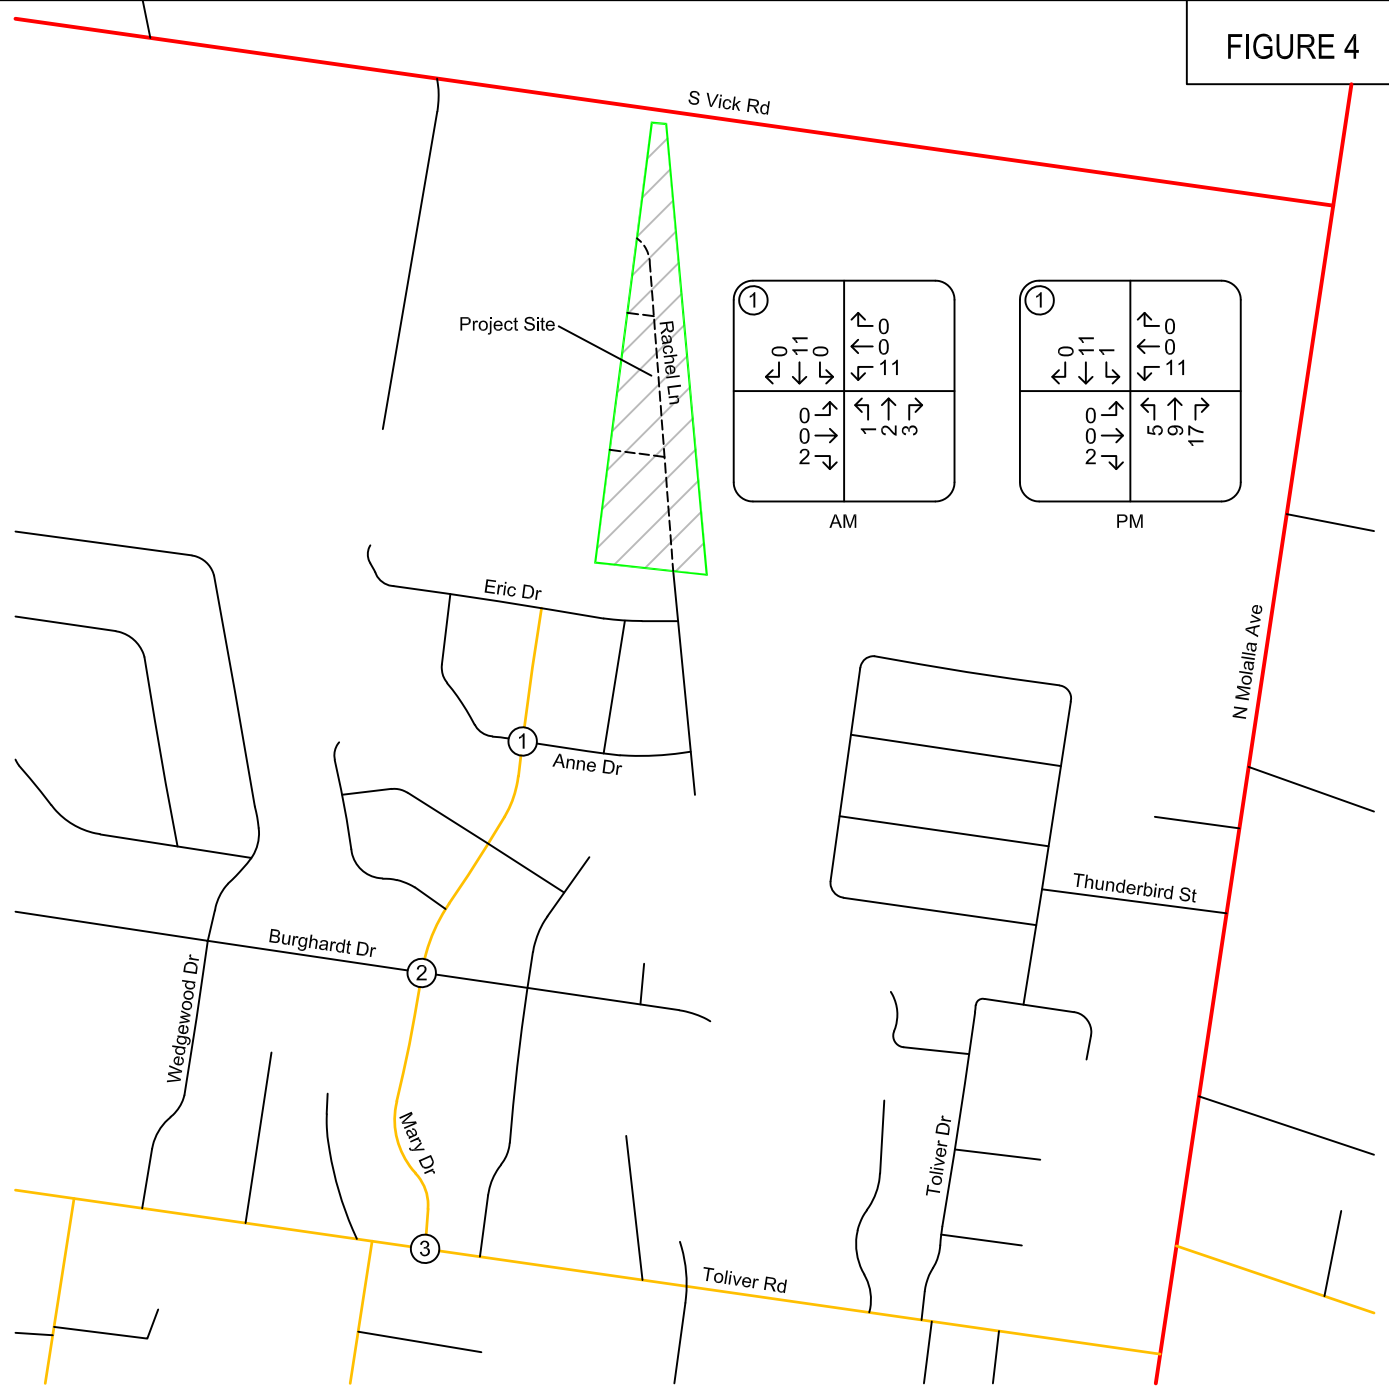 FIGURE 4
S Vick Rd
Project Site
Rachel Ln
1
0 11 0
0
0
11
0
0
2
1 2 3
AM
1
0 11 1
0
0
11
0
0
2
5 9 17
PM
Eric Dr
N Molalla Ave
1
Anne Dr
Thunderbird St
Burghardt Dr
2
Wedgewood Dr
Mary Dr
Toliver Dr
3
Toliver Rd